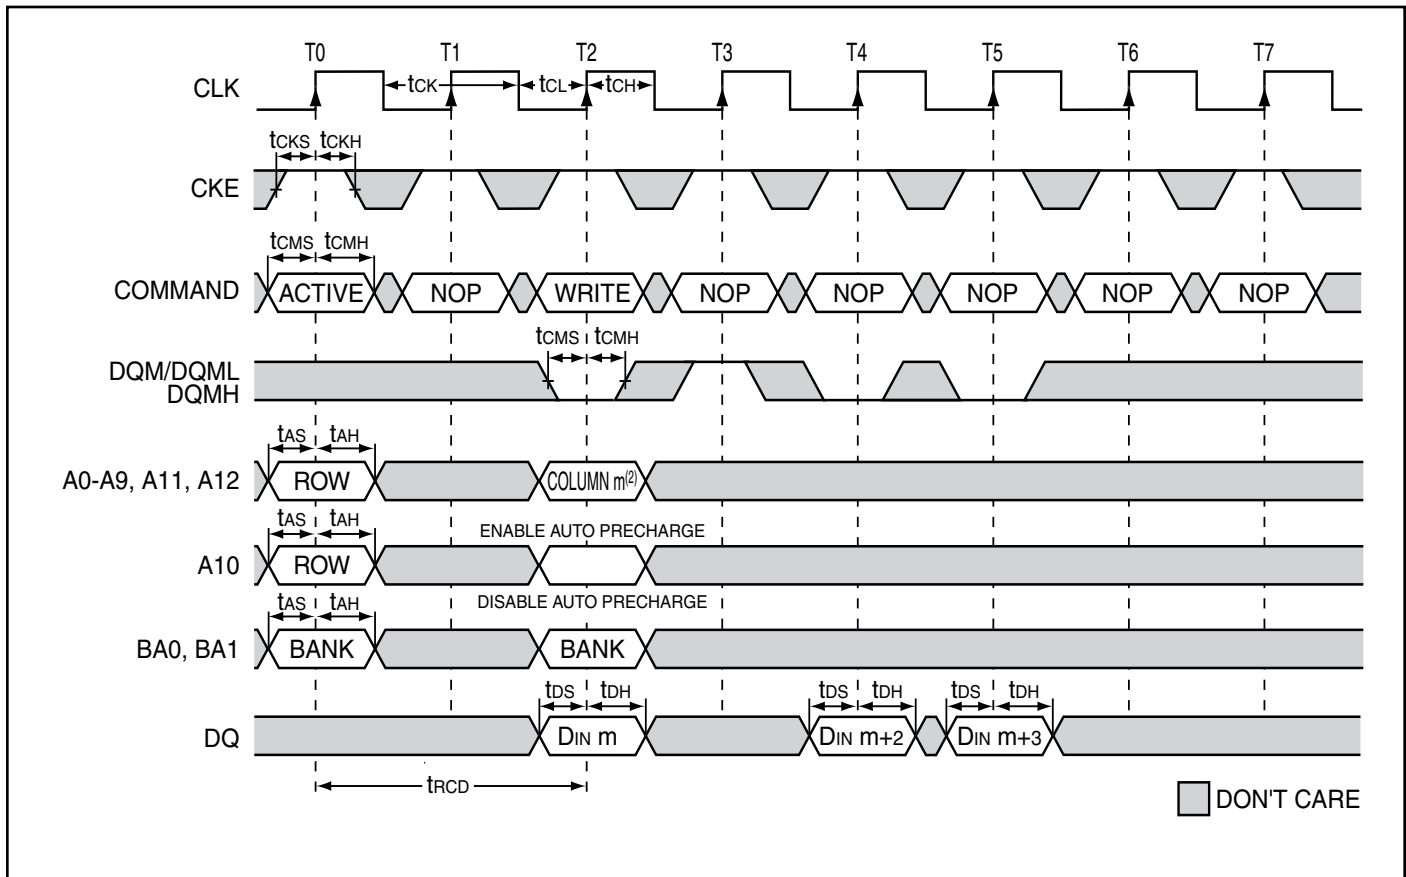 T0 T1 T2 T3 T4 T5 T6 T7
CLK tCK tCL tCH
tCKS tCKH
CKE
tCMS tCMH
COMMAND ACTIVE NOP WRITE NOP NOP NOP NOP NOP
tCMS tCMH
DQM/DQML
DQMH
tAS tAH
A0-A9, A11, A12 ROW COLUMN m(2)
tAS tAH ENABLE AUTO PRECHARGE
A10 ROW
tAS tAH DISABLE AUTO PRECHARGE
BA0, BA1 BANK BANK
tDS tDH tDS tDH tDS tDH
DQ DIN m DIN m+2 DIN m+3
tRCD
DON'T CARE